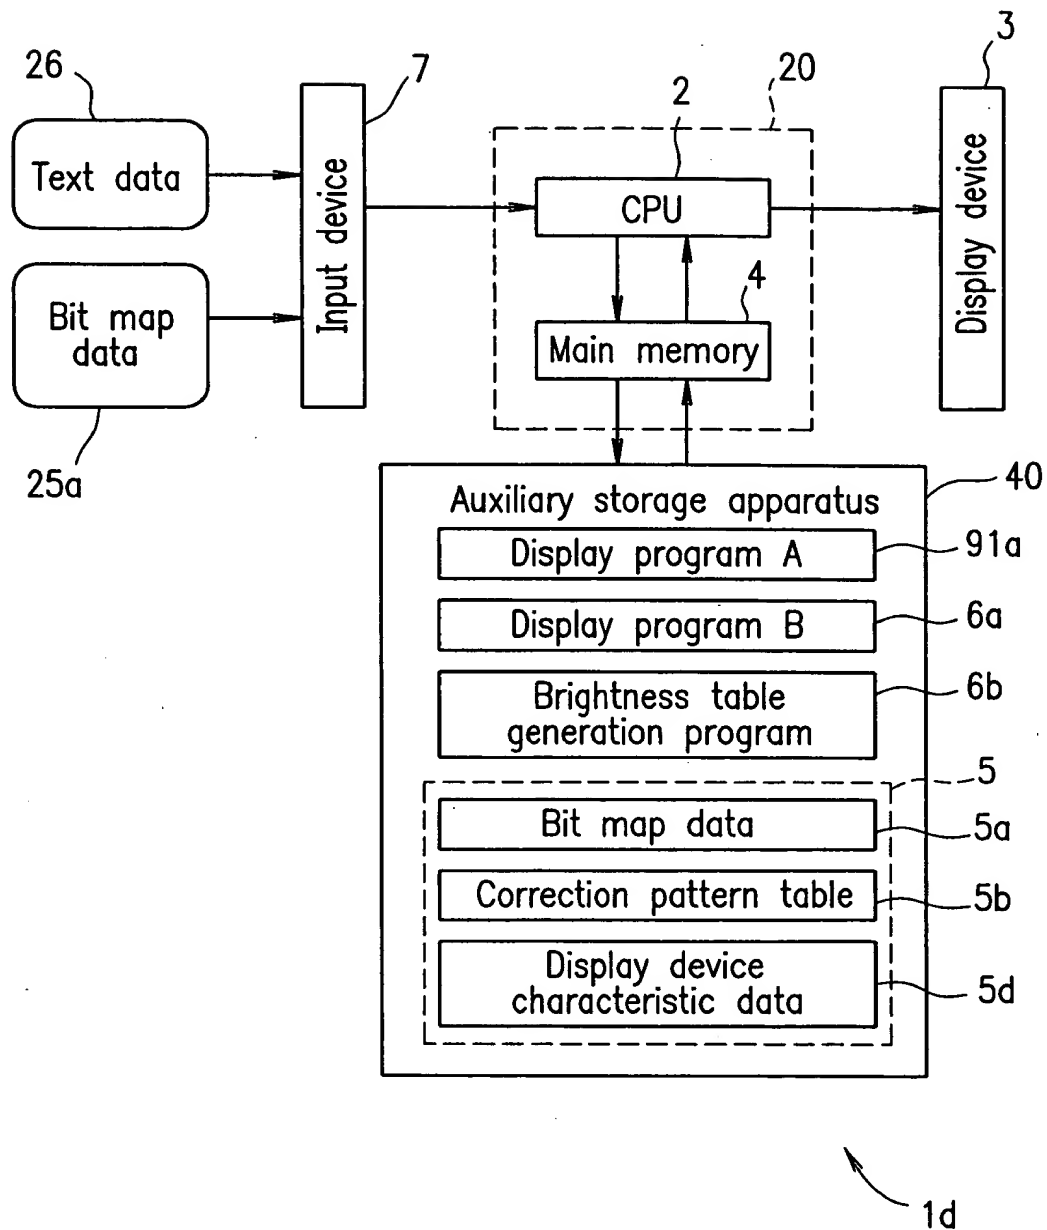 3
26
7
20
2
Text data
Input device
CPU
Display device
Bit map
data
4
Main memory
25a
40
Auxiliary storage apparatus
Display program A
91a
Display program B
6a
Brightness table
generation program
6b
5
Bit map data
5a
Correction pattern table
5b
Display device
characteristic data
5d
1d